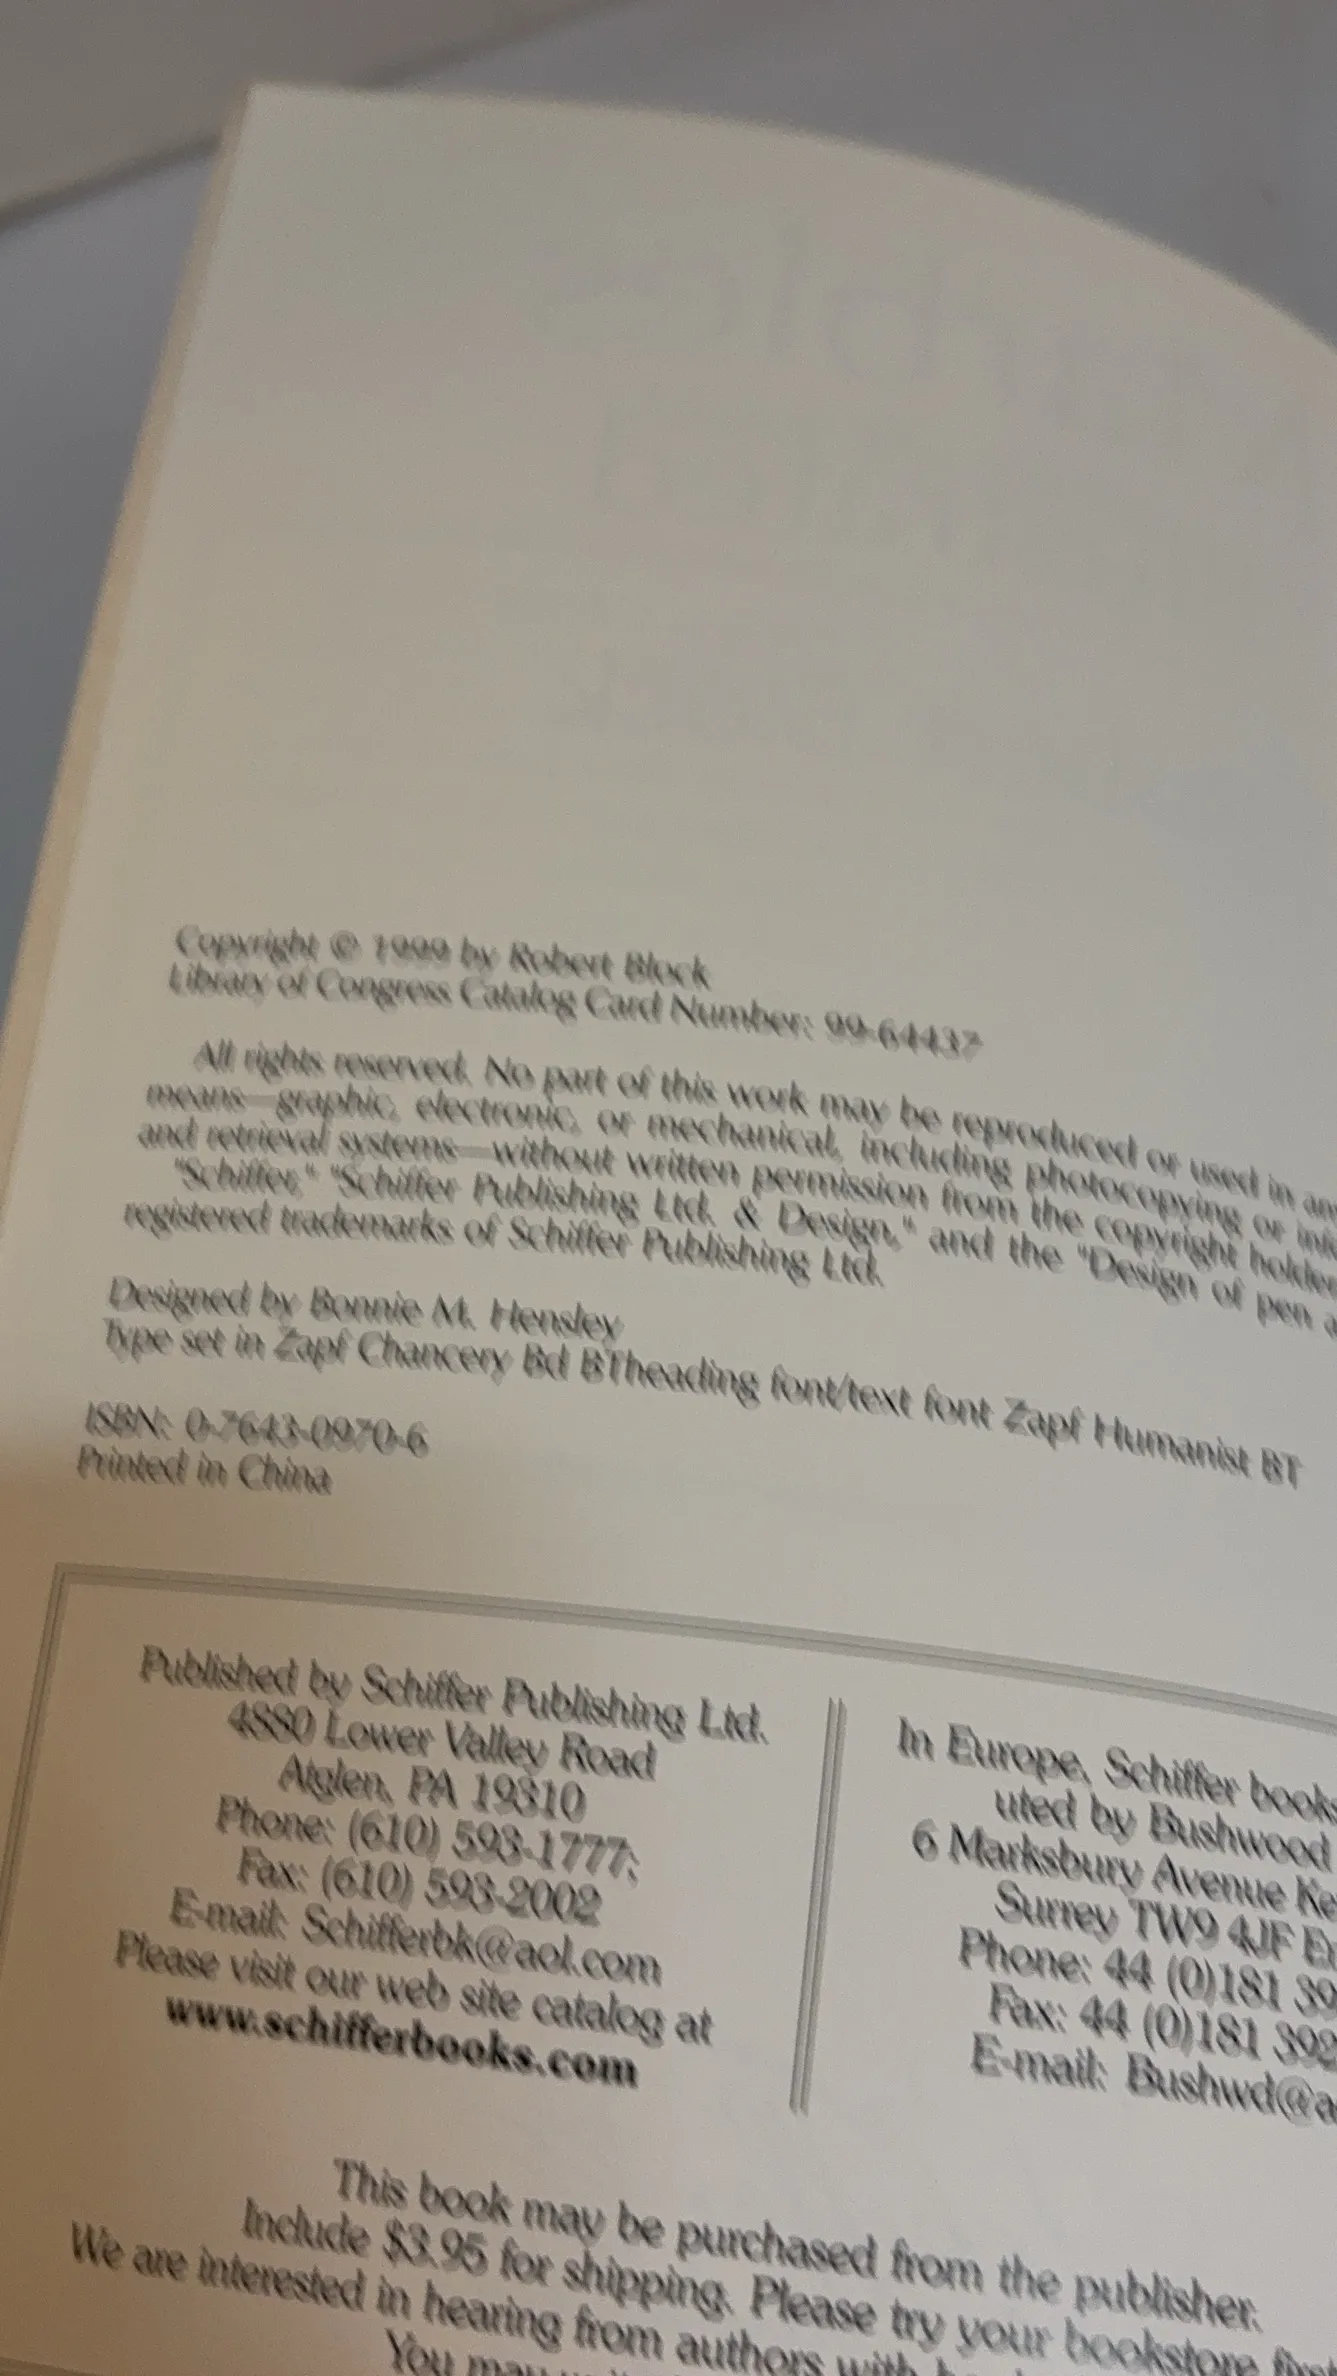 Copyright © 1999 by Robert Block
Library of Congress Catalog Card Number: 99-64437
All rights reserved. No part of this work may be reproduced or used in
means—graphic, electronic, or mechanical, including photocopying or
and retrieval systems—without written permission from the copyright
"Schiffer," "Schiffer Publishing Ltd. & Design," and the "Design of pen
registered trademarks of Schiffer Publishing Ltd.
Designed by Bonnie M. Hensley
Type set in Zapf Chancery Bd BTheading font/text font Zapf Humanist BT
ISBN: 0-7643-0970-6
Printed in China
Published by Schiffer Publishing Ltd.
4880 Lower Valley Road
Atglen, PA 19310
Phone: (610) 593-1777;
Fax: (610) 593-2002
E-mail: Schifferbk@aol.com
Please visit our web site catalog at
www.schifferbooks.com
In Europe, Schiffer books
uted by Bushwood
6 Marksbury Avenue
Surrey TW9 4JF
Phone: 44 (0)181
Fax: 44 (0)181
E-mail: Bushwd@a
This book may be purchased from the publisher.
Include $3.95 for shipping. Please try your bookstore
We are interested in hearing from authors with
You may